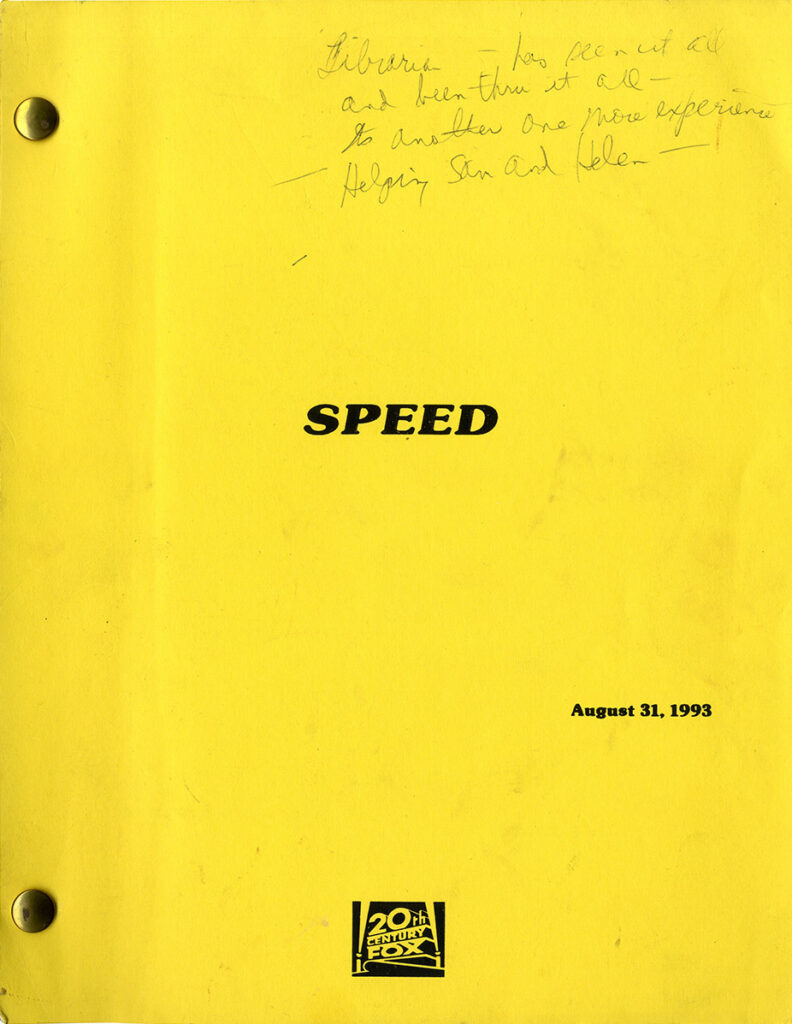 Librarian — has seen it all
and been thru it all —
to another one more experience
— Helping Sam and Helen —
SPEED
August 31, 1993
20th
CENTURY
FOX